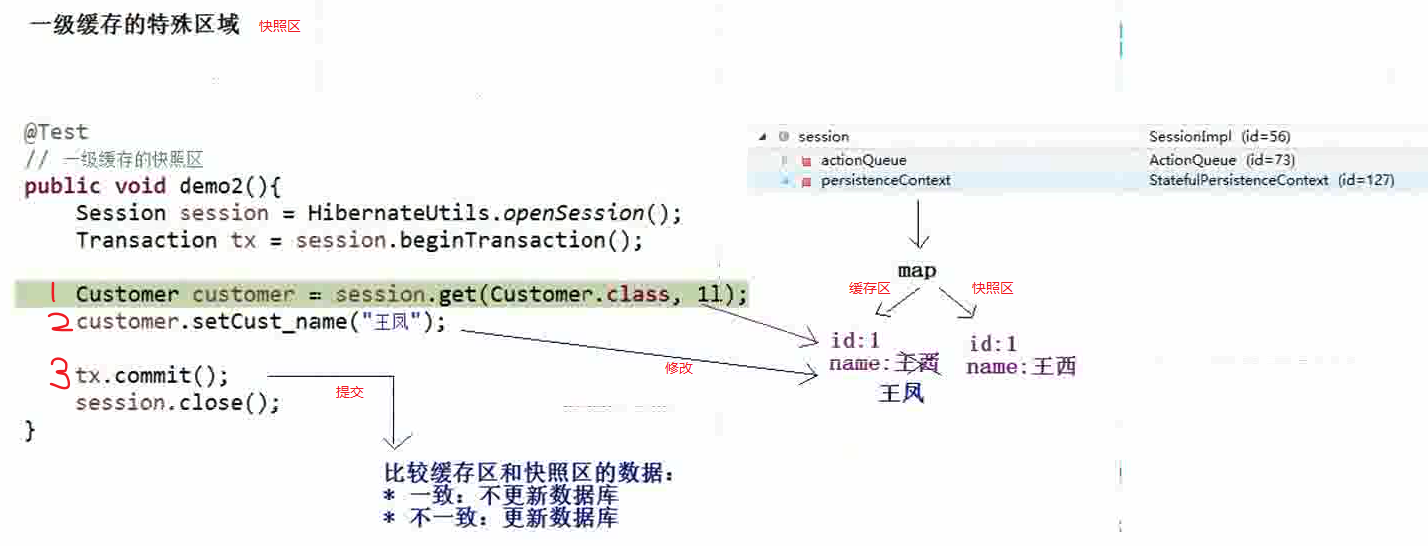 一级缓存的特殊区域 快照区
@Test
// 一级缓存的快照区
public void demo2(){
Session session = HibernateUtils.openSession();
Transaction tx = session.beginTransaction();
1 Customer customer = session.get(Customer.class, 1l);
2 customer.setCust_name("王凤");
3 tx.commit();
session.close();
}
提交
比较缓存区和快照区的数据：
* 一致：不更新数据库
* 不一致：更新数据库
session SessionImpl (id=56)
actionQueue ActionQueue (id=73)
persistenceContext StatefulPersistenceContext (id=127)
map
缓存区 快照区
id:1 id:1
name:王西 name:王西
修改
王凤